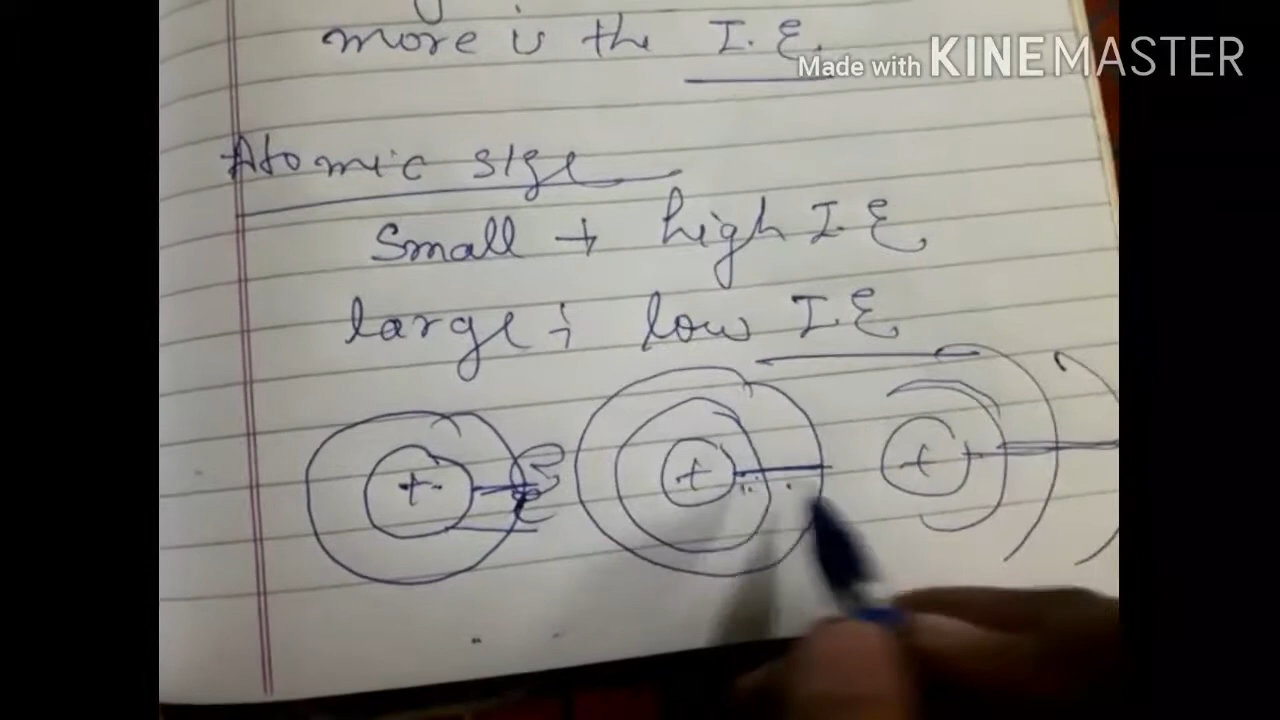 more is the I.E.
Made with KINEMASTER
Atomic size
Small → high I E
large ; low I E
+
+
+